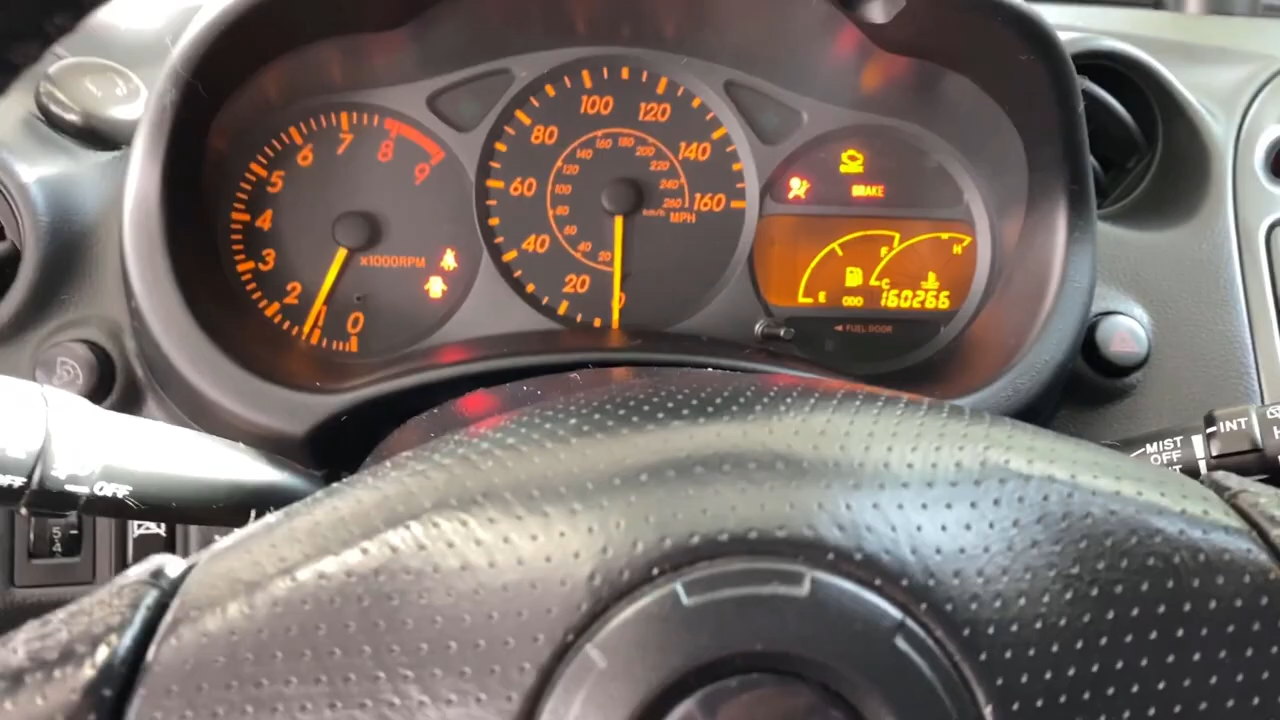 0
1
2
3
4
5
6
7
8
9
x1000RPM
0
20
40
60
80
100
120
140
160
MPH
km/h
20
40
60
80
100
120
140
160
180
200
220
240
260
BRAKE
E
F
C
H
ODO 160266
◄ FUEL DOOR
OFF
MIST
OFF
INT
INT